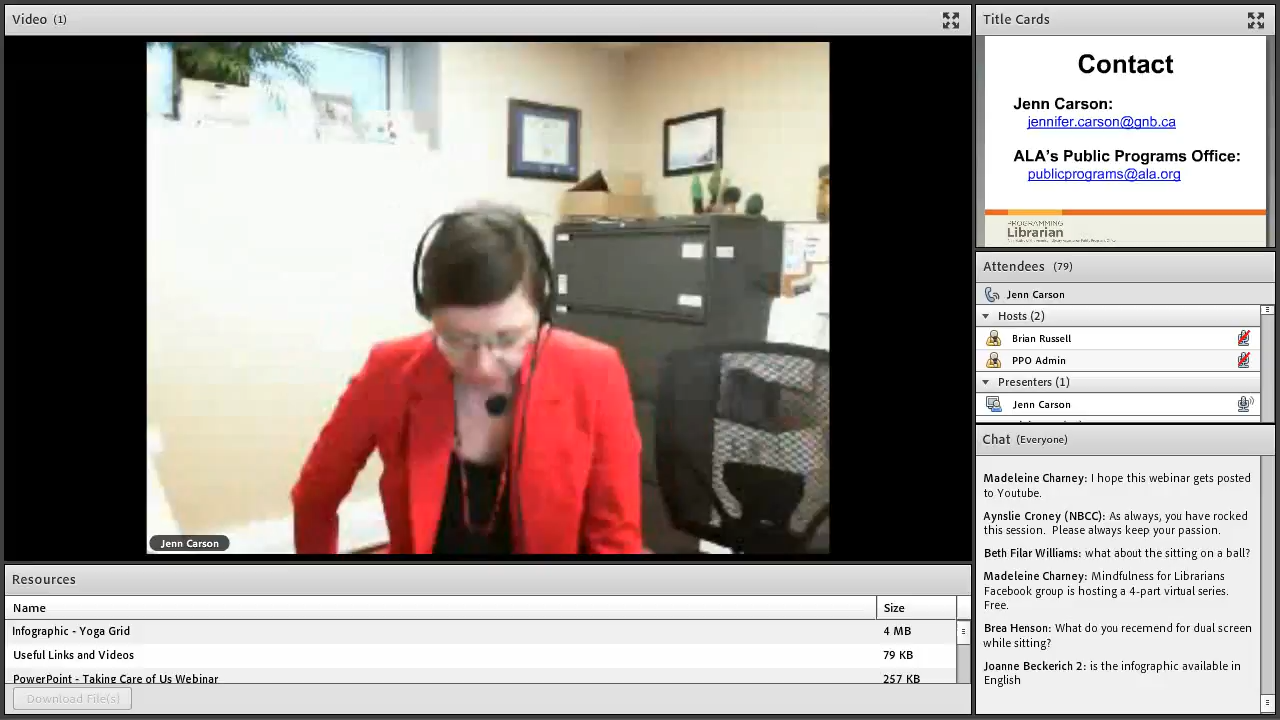 Video (1)
Jenn Carson
Resources
Name Size
Infographic - Yoga Grid 4 MB
Useful Links and Videos 79 KB
PowerPoint - Taking Care of Us Webinar 257 KB
Download File(s)
Title Cards
Contact
Jenn Carson:
jennifer.carson@gnb.ca
ALA's Public Programs Office:
publicprograms@ala.org
PROGRAMMING
Librarian
Attendees (79)
Jenn Carson
Hosts (2)
Brian Russell
PPO Admin
Presenters (1)
Jenn Carson
Chat (Everyone)
Madeleine Charney: I hope this webinar gets posted
to Youtube.
Aynslie Croney (NBCC): As always, you have rocked
this session. Please always keep your passion.
Beth Filar Williams: what about the sitting on a ball?
Madeleine Charney: Mindfulness for Librarians
Facebook group is hosting a 4-part virtual series.
Free.
Brea Henson: What do you recemend for dual screen
while sitting?
Joanne Beckerich 2: is the infographic available in
English